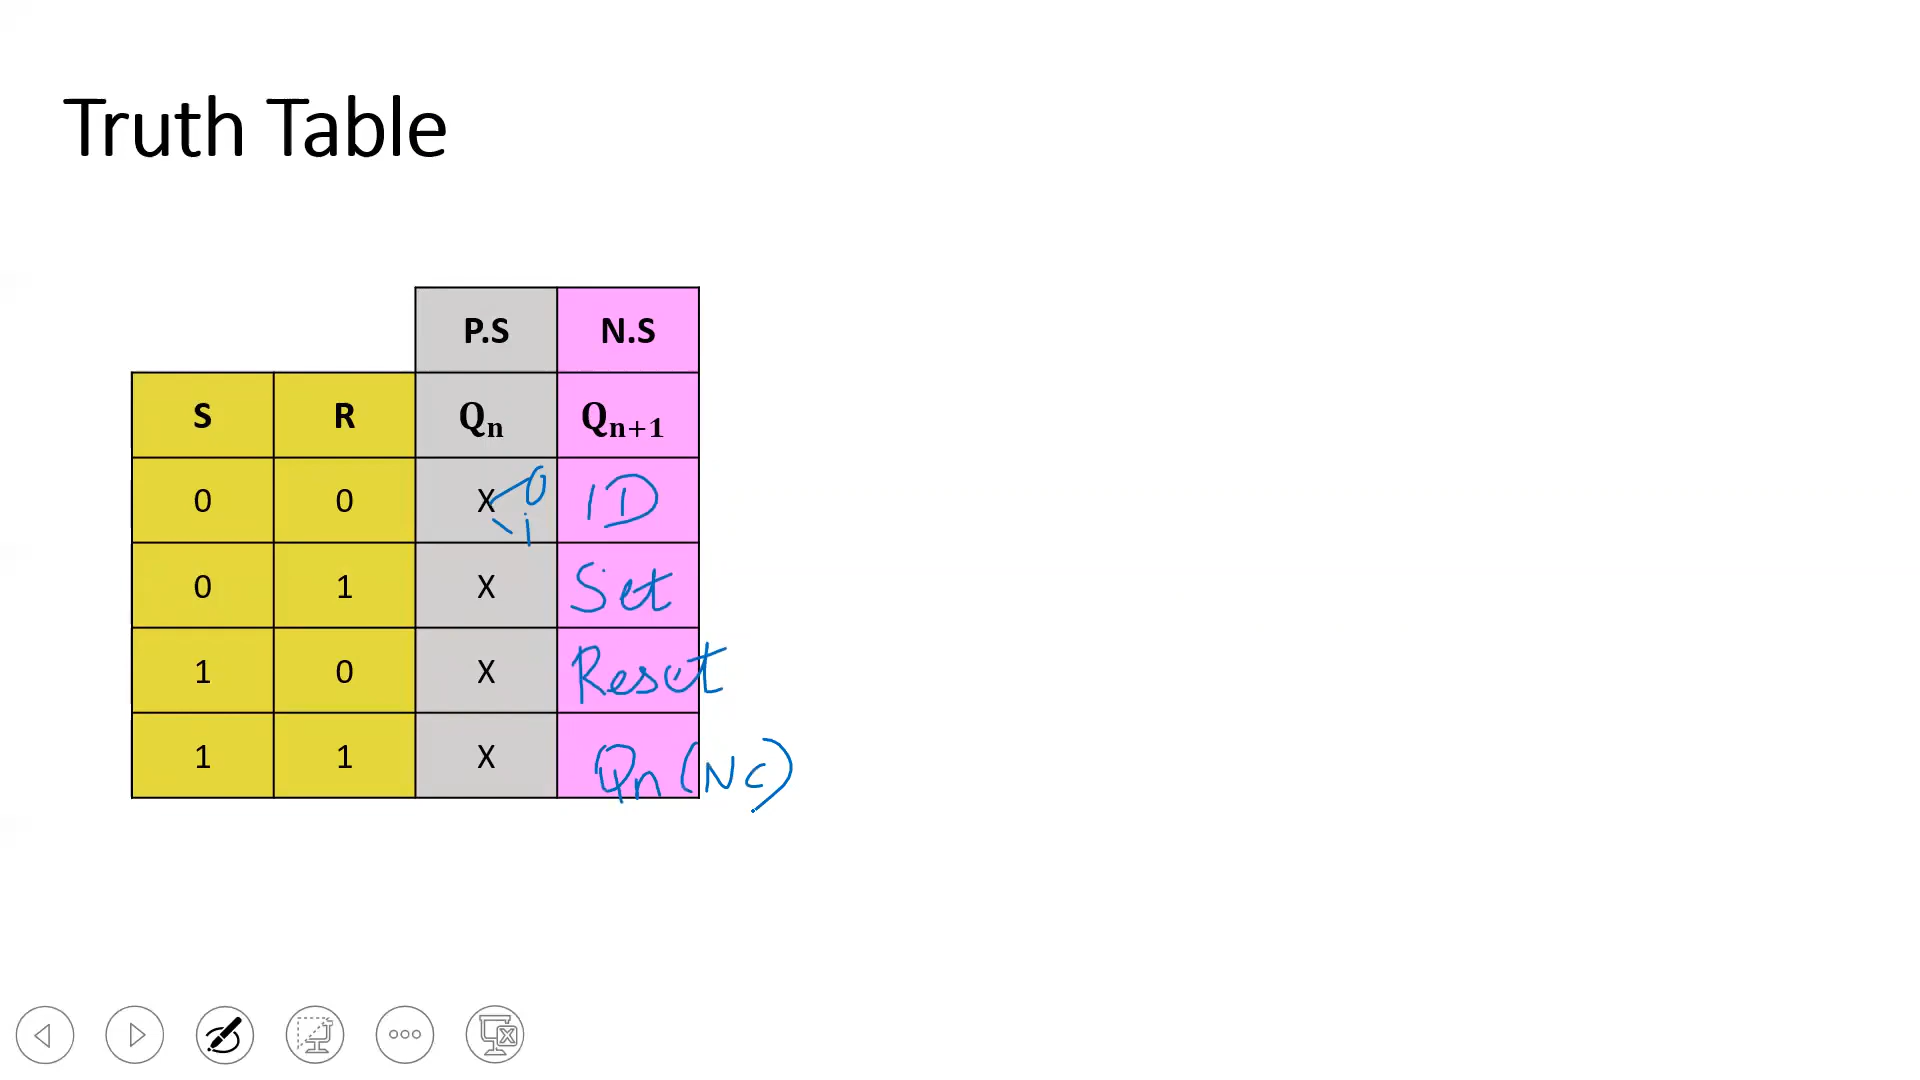 Truth Table
P.S N.S
S R Qn Qn+1
0 0 X 0 1 ID
0 1 X Set
1 0 X Reset
1 1 X Qn (NC)